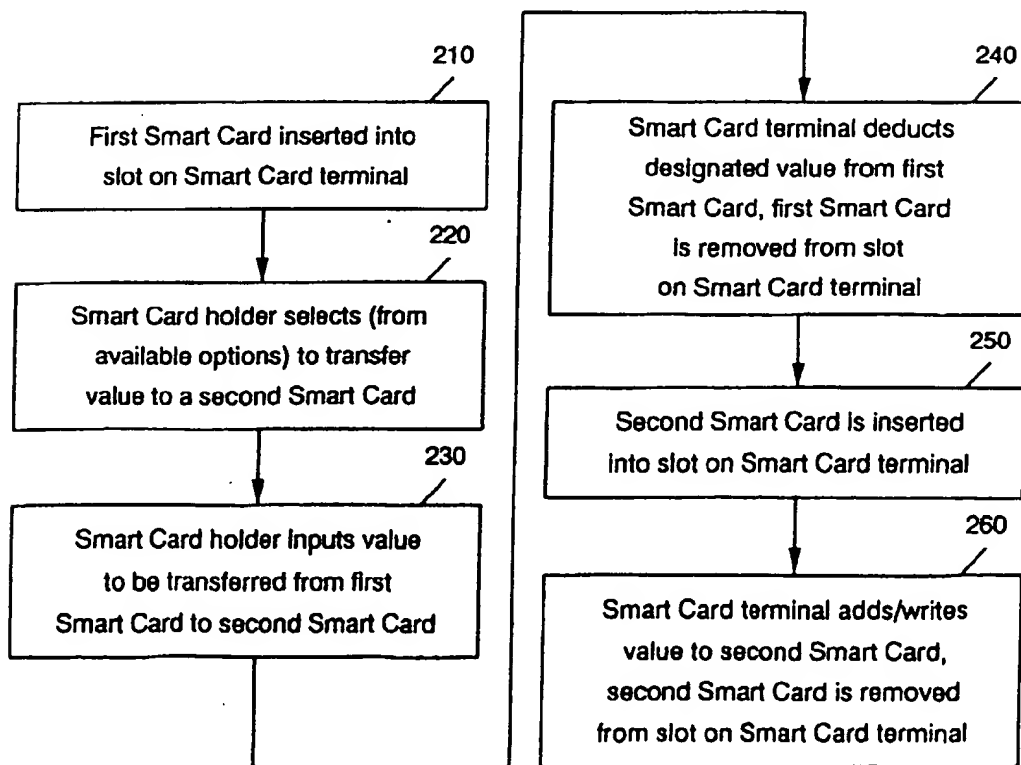 210
First Smart Card inserted into
slot on Smart Card terminal
220
Smart Card holder selects (from
available options) to transfer
value to a second Smart Card
230
Smart Card holder inputs value
to be transferred from first
Smart Card to second Smart Card
240
Smart Card terminal deducts
designated value from first
Smart Card, first Smart Card
is removed from slot
on Smart Card terminal
250
Second Smart Card is inserted
into slot on Smart Card terminal
260
Smart Card terminal adds/writes
value to second Smart Card,
second Smart Card is removed
from slot on Smart Card terminal